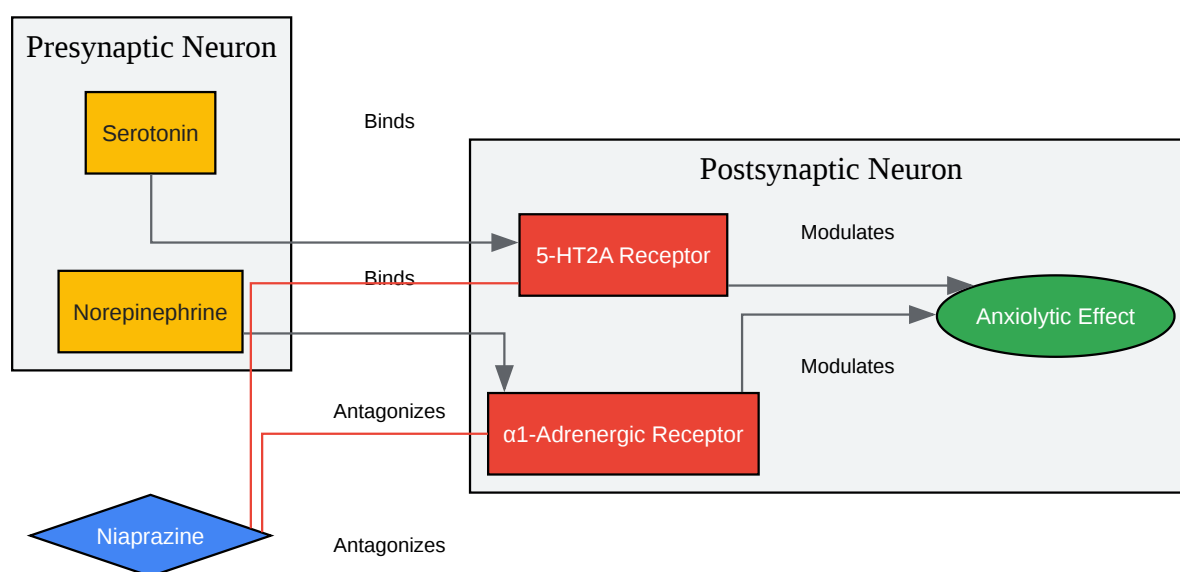 Presynaptic Neuron
Serotonin
Binds
Postsynaptic Neuron
5-HT2A Receptor
Modulates
Norepinephrine
Binds
Anxiolytic Effect
Modulates
Antagonizes
α1-Adrenergic Receptor
Niaprazine
Antagonizes